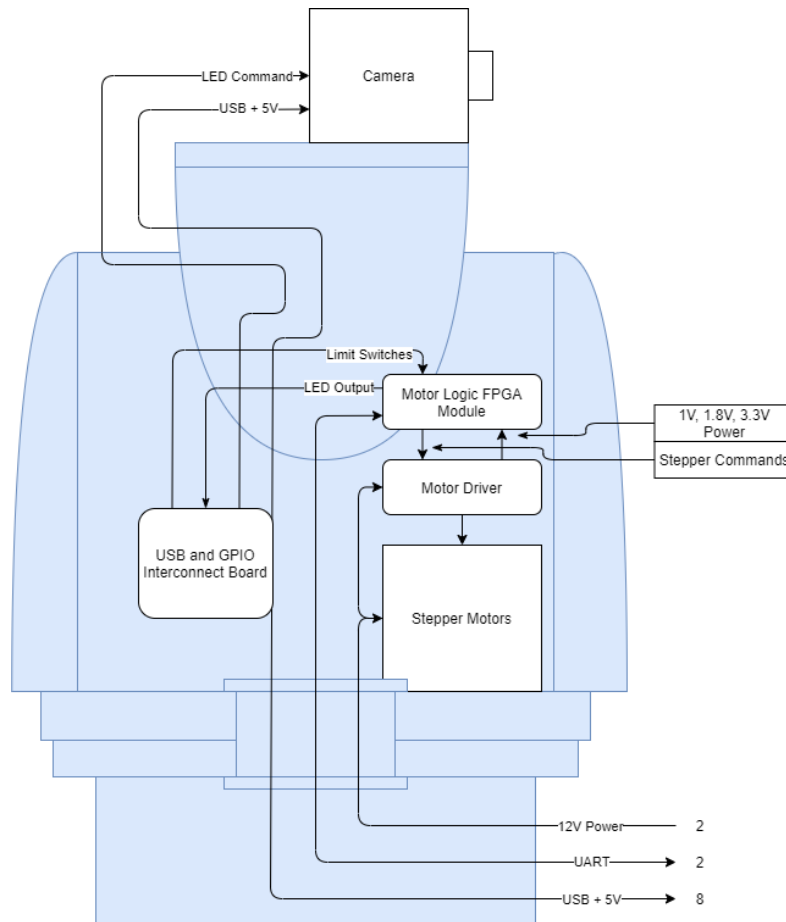 LED Command
Camera
USB + 5V
Limit Switches
LED Output
Motor Logic FPGA
Module
1V, 1.8V, 3.3V
Power
Stepper Commands
Motor Driver
USB and GPIO
Interconnect Board
Stepper Motors
12V Power
2
UART
2
USB + 5V
8